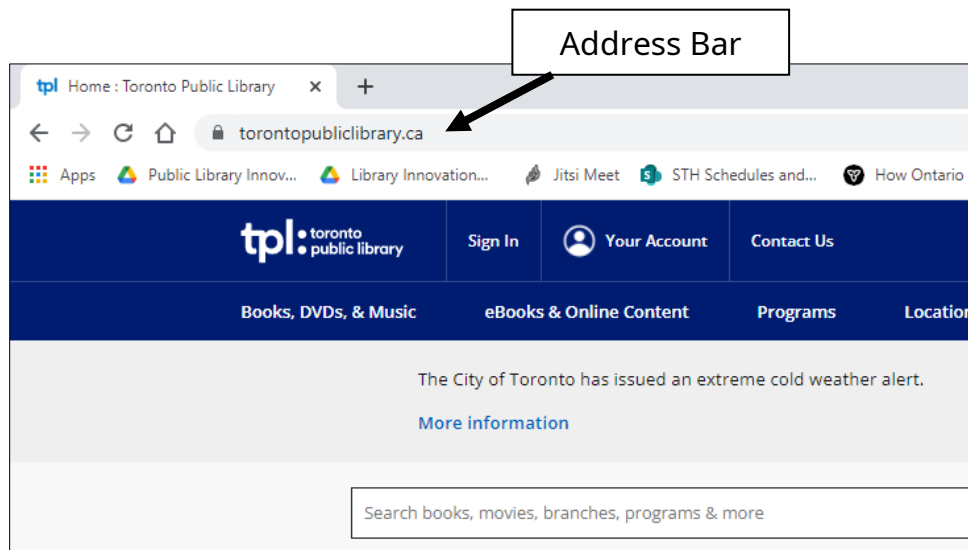 Address Bar
tpl Home : Toronto Public Library
torontopubliclibrary.ca
Apps Public Library Innov... Library Innovation... Jitsi Meet STH Schedules and... How Ontario
tpl: toronto public library Sign In Your Account Contact Us
Books, DVDs, & Music eBooks & Online Content Programs Location
The City of Toronto has issued an extreme cold weather alert.
More information
Search books, movies, branches, programs & more